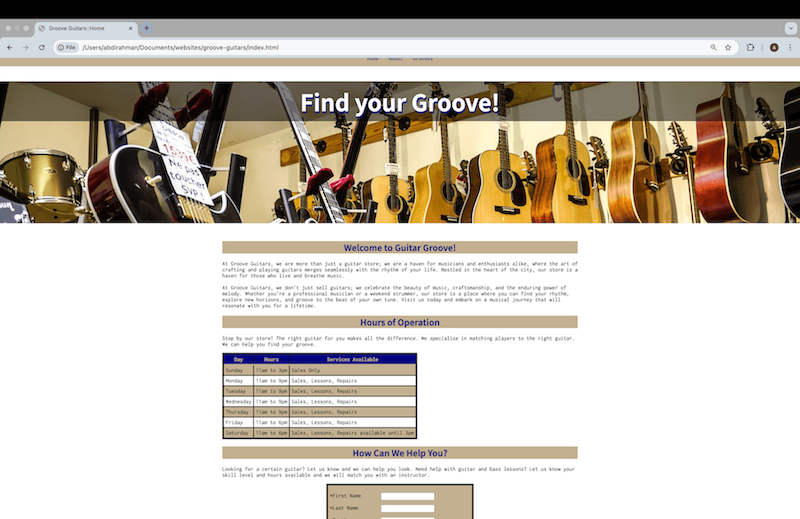 Groove Guitars::Home
File
/Users/abdirahman/Documents/websites/groove-guitars/index.html
A
Find your Groove!
1580€
Ne pas
toucher
SVP
Welcome to Guitar Groove!
At Groove Guitars, we are more than just a guitar store; we are a haven for musicians and enthusiasts alike, where the art of
crafting and playing guitars merges seamlessly with the rhythm of your life. Nestled in the heart of the city, our store is a
haven for those who live and breathe music.
At Groove Guitars, we don't just sell guitars; we celebrate the beauty of music, craftsmanship, and the enduring power of
melody. Whether you're a professional musician or a weekend strummer, our store is a place where you can find your rhythm,
explore new horizons, and groove to the beat of your own tune. Visit us today and embark on a musical journey that will
resonate with you for a lifetime.
Hours of Operation
Stop by our store! The right guitar for you makes all the difference. We specialize in matching players to the right guitar.
We can help you find your groove.
Day Hours Services Available
Sunday 11am to 3pm Sales Only
Monday 11am to 9pm Sales, Lessons, Repairs
Tuesday 11am to 9pm Sales, Lessons, Repairs
Wednesday 11am to 9pm Sales, Lessons, Repairs
Thursday 11am to 9pm Sales, Lessons, Repairs
Friday 11am to 6pm Sales, Lessons, Repairs
Saturday 11am to 6pm Sales, Lessons, Repairs available until 3pm
How Can We Help You?
Looking for a certain guitar? Let us know and we can help you look. Need help with guitar and bass lessons? Let us know your
skill level and hours available and we will match you with an instructor.
*First Name
*Last Name